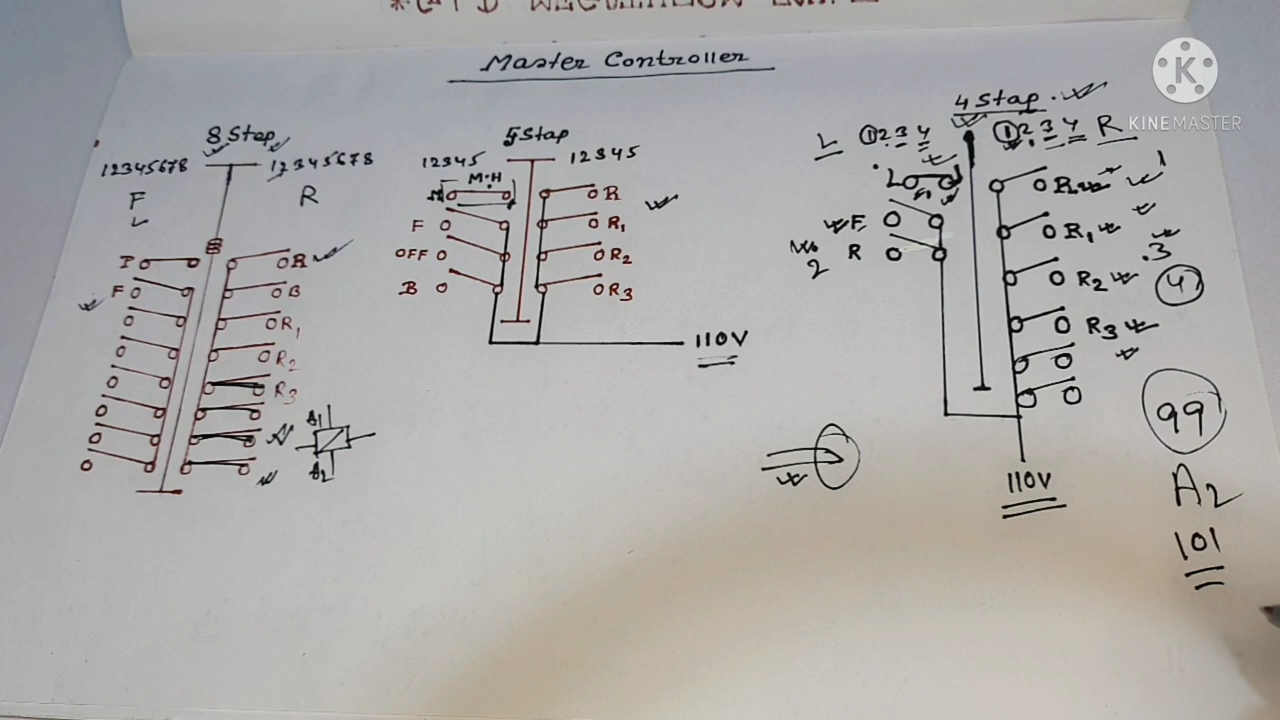 Master Controller
8 Stap
12345678 12345678
F R
P R
F B
R1
R2
R3
A1
A2
5 Stap
12345 12345
M·H
R
F R1
OFF R2
B R3
110V
4 Stap
L 1234 1234 R
F R1
R R2
2 R3
3
4
110V
99
A2
101
K
KINEMASTER